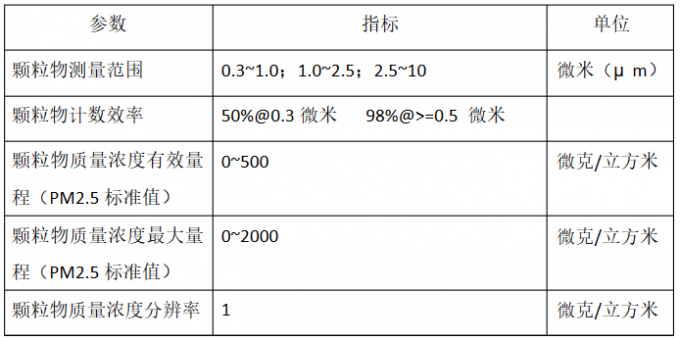 参数 指标 单位
颗粒物测量范围 0.3~1.0；1.0~2.5；2.5~10 微米（μ m）
颗粒物计数效率 50%@0.3 微米 98%@>=0.5 微米
颗粒物质量浓度有效量 0~500 微克/立方米
程（PM2.5 标准值）
颗粒物质量浓度最大量 0~2000 微克/立方米
程（PM2.5 标准值）
颗粒物质量浓度分辨率 1 微克/立方米